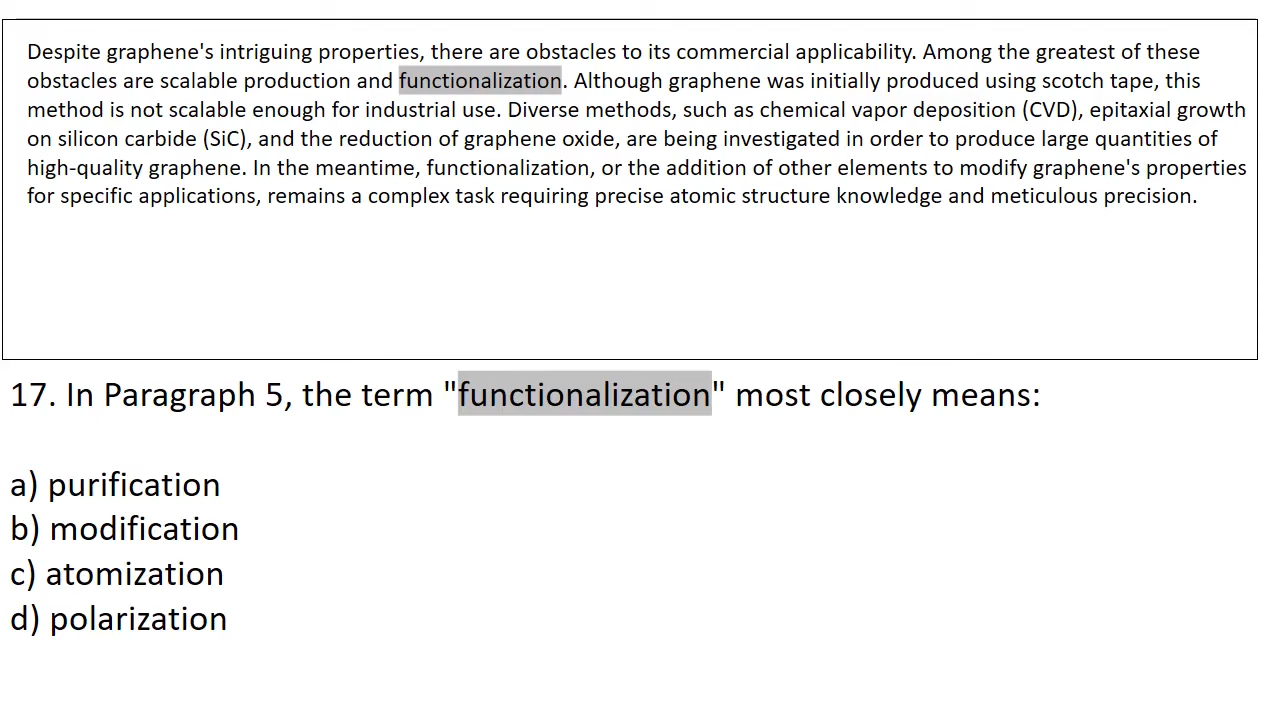 Despite graphene's intriguing properties, there are obstacles to its commercial applicability. Among the greatest of these
obstacles are scalable production and functionalization. Although graphene was initially produced using scotch tape, this
method is not scalable enough for industrial use. Diverse methods, such as chemical vapor deposition (CVD), epitaxial growth
on silicon carbide (SiC), and the reduction of graphene oxide, are being investigated in order to produce large quantities of
high-quality graphene. In the meantime, functionalization, or the addition of other elements to modify graphene's properties
for specific applications, remains a complex task requiring precise atomic structure knowledge and meticulous precision.
17. In Paragraph 5, the term "functionalization" most closely means:
a) purification
b) modification
c) atomization
d) polarization